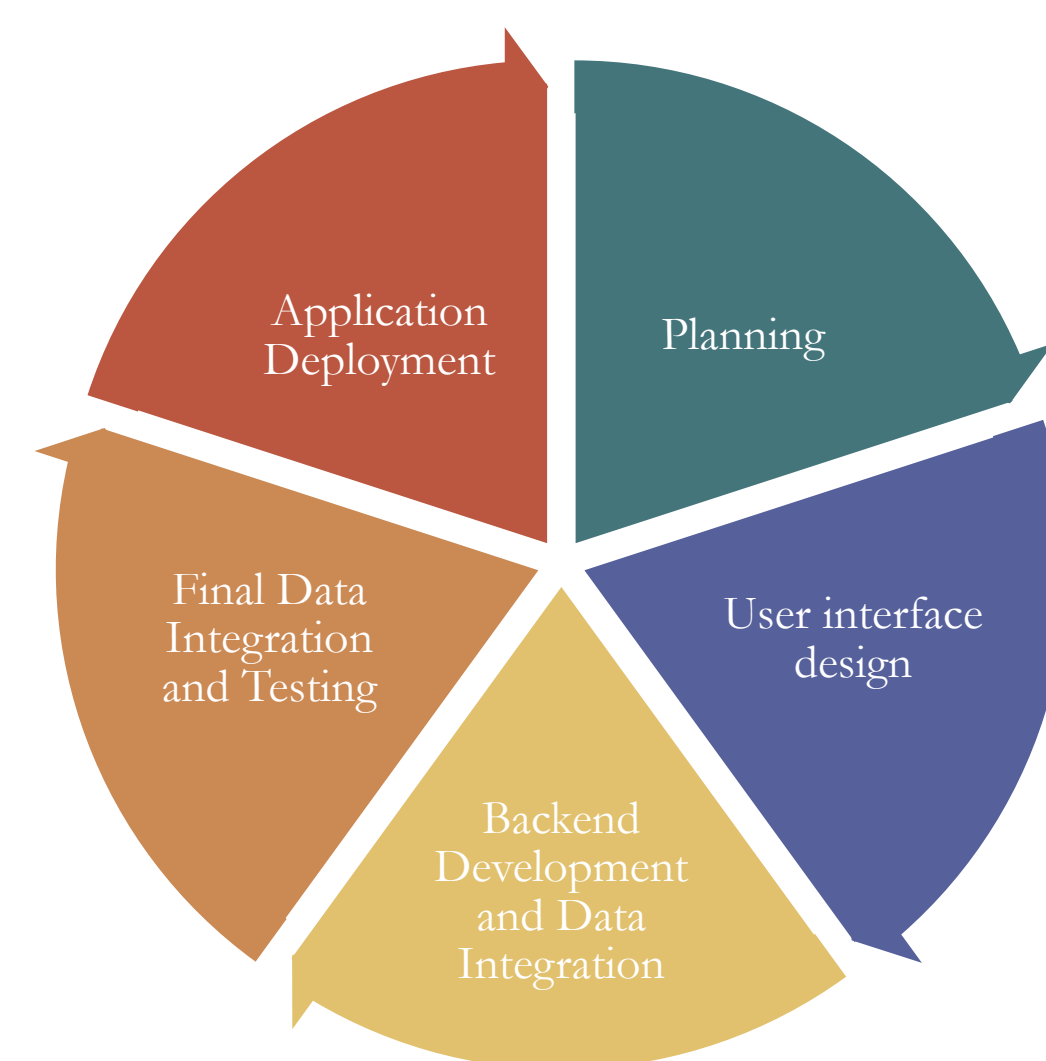 Planning
User interface
design
Backend
Development
and Data
Integration
Final Data
Integration
and Testing
Application
Deployment